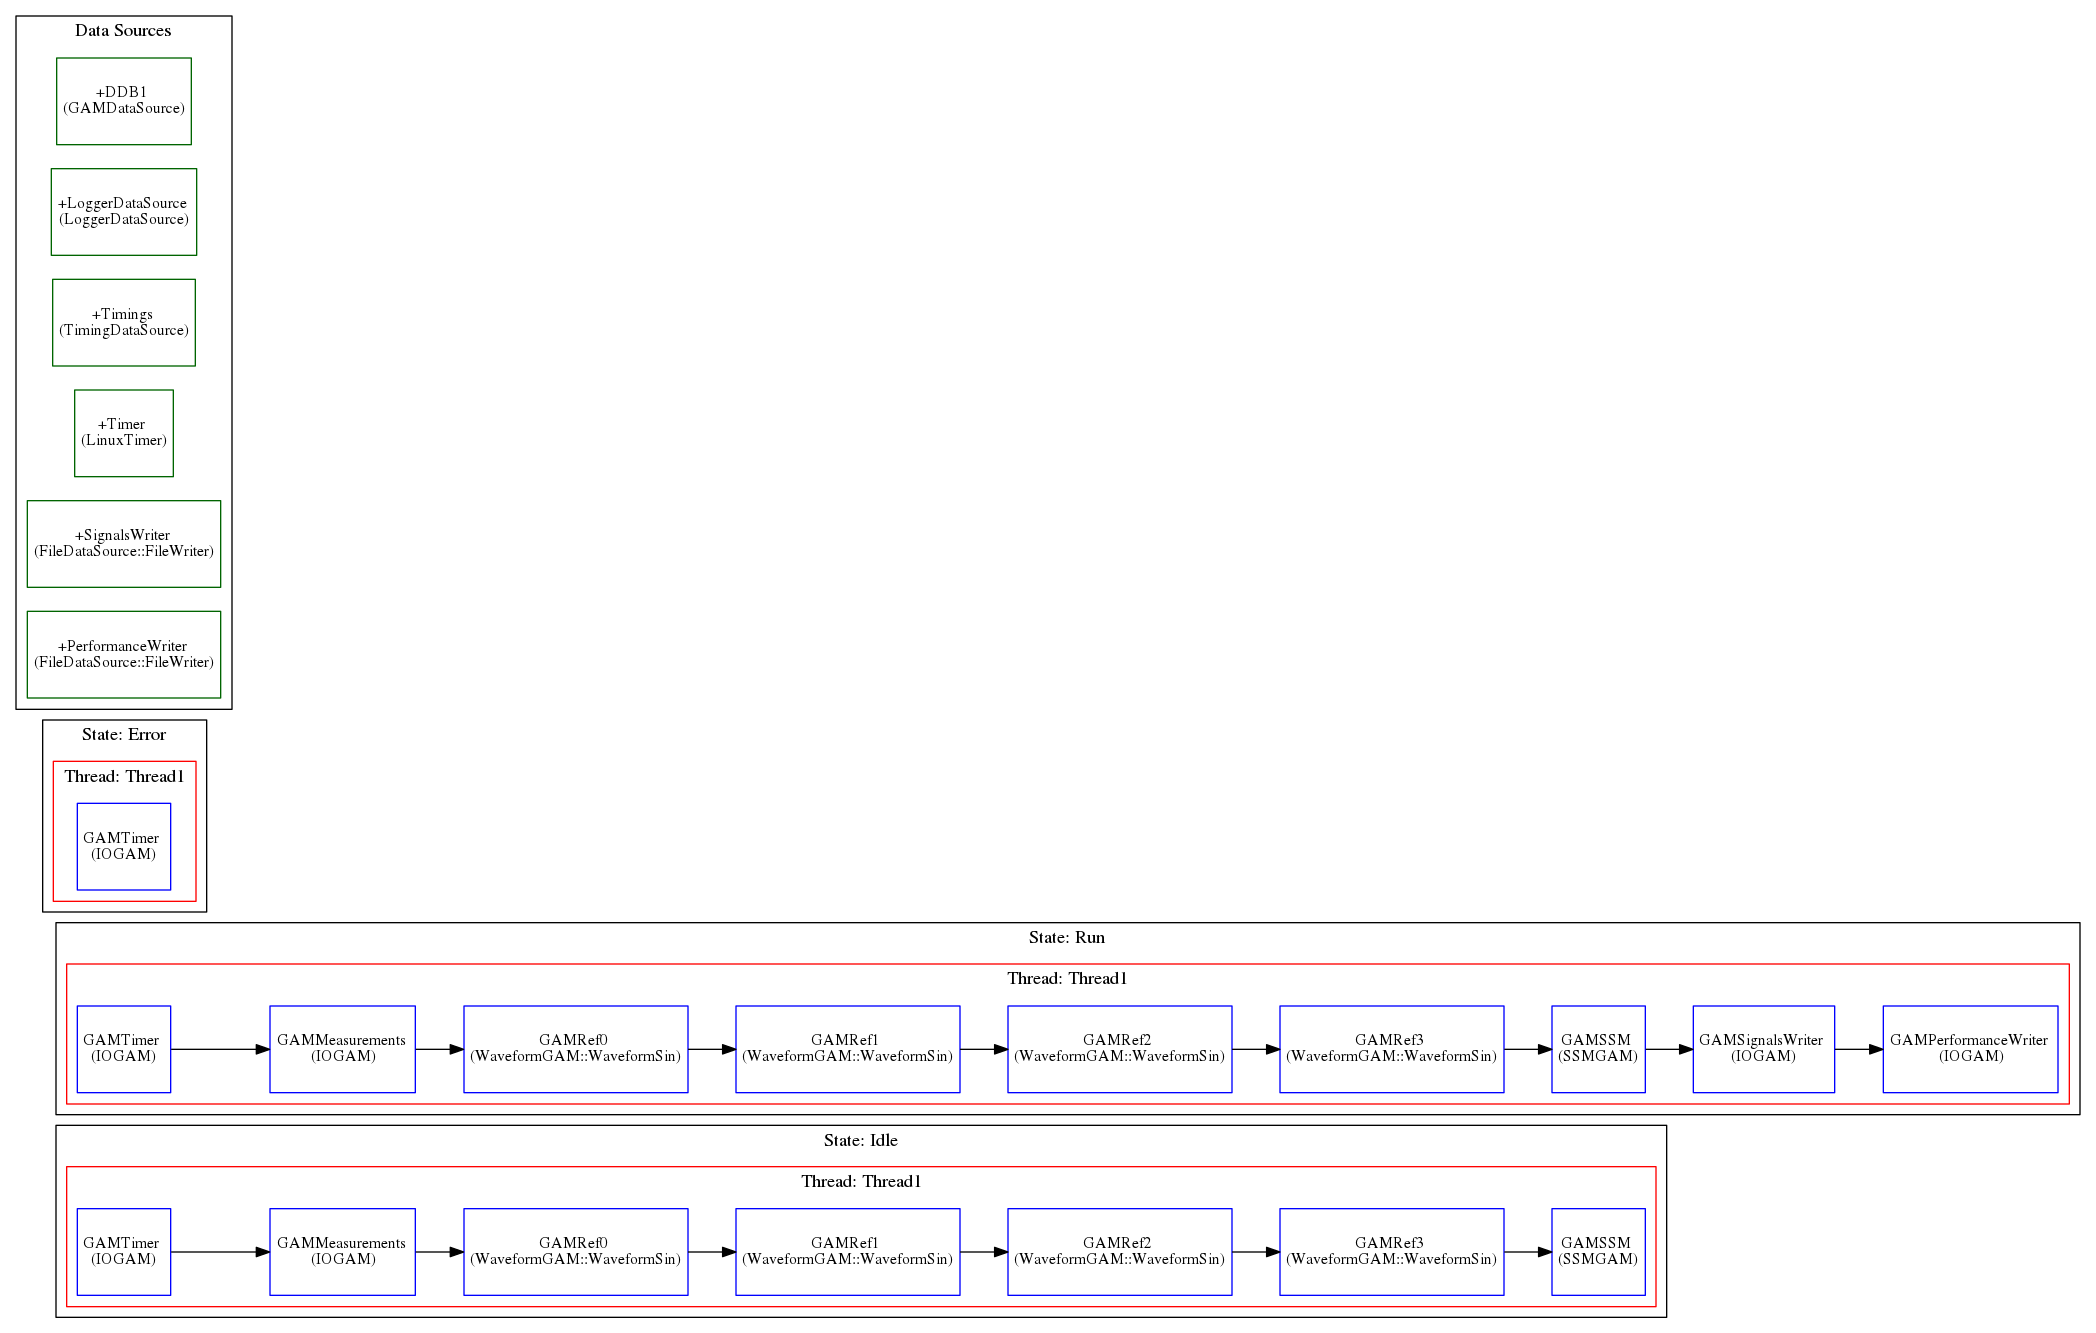 Data Sources
+DDB1
(GAMDataSource)
+LoggerDataSource
(LoggerDataSource)
+Timings
(TimingDataSource)
+Timer
(LinuxTimer)
+SignalsWriter
(FileDataSource::FileWriter)
+PerformanceWriter
(FileDataSource::FileWriter)
State: Error
Thread: Thread1
GAMTimer
(IOGAM)
State: Run
Thread: Thread1
GAMTimer
(IOGAM)
GAMMeasurements
(IOGAM)
GAMRef0
(WaveformGAM::WaveformSin)
GAMRef1
(WaveformGAM::WaveformSin)
GAMRef2
(WaveformGAM::WaveformSin)
GAMRef3
(WaveformGAM::WaveformSin)
GAMSSM
(SSMGAM)
GAMSignalsWriter
(IOGAM)
GAMPerformanceWriter
(IOGAM)
State: Idle
Thread: Thread1
GAMTimer
(IOGAM)
GAMMeasurements
(IOGAM)
GAMRef0
(WaveformGAM::WaveformSin)
GAMRef1
(WaveformGAM::WaveformSin)
GAMRef2
(WaveformGAM::WaveformSin)
GAMRef3
(WaveformGAM::WaveformSin)
GAMSSM
(SSMGAM)